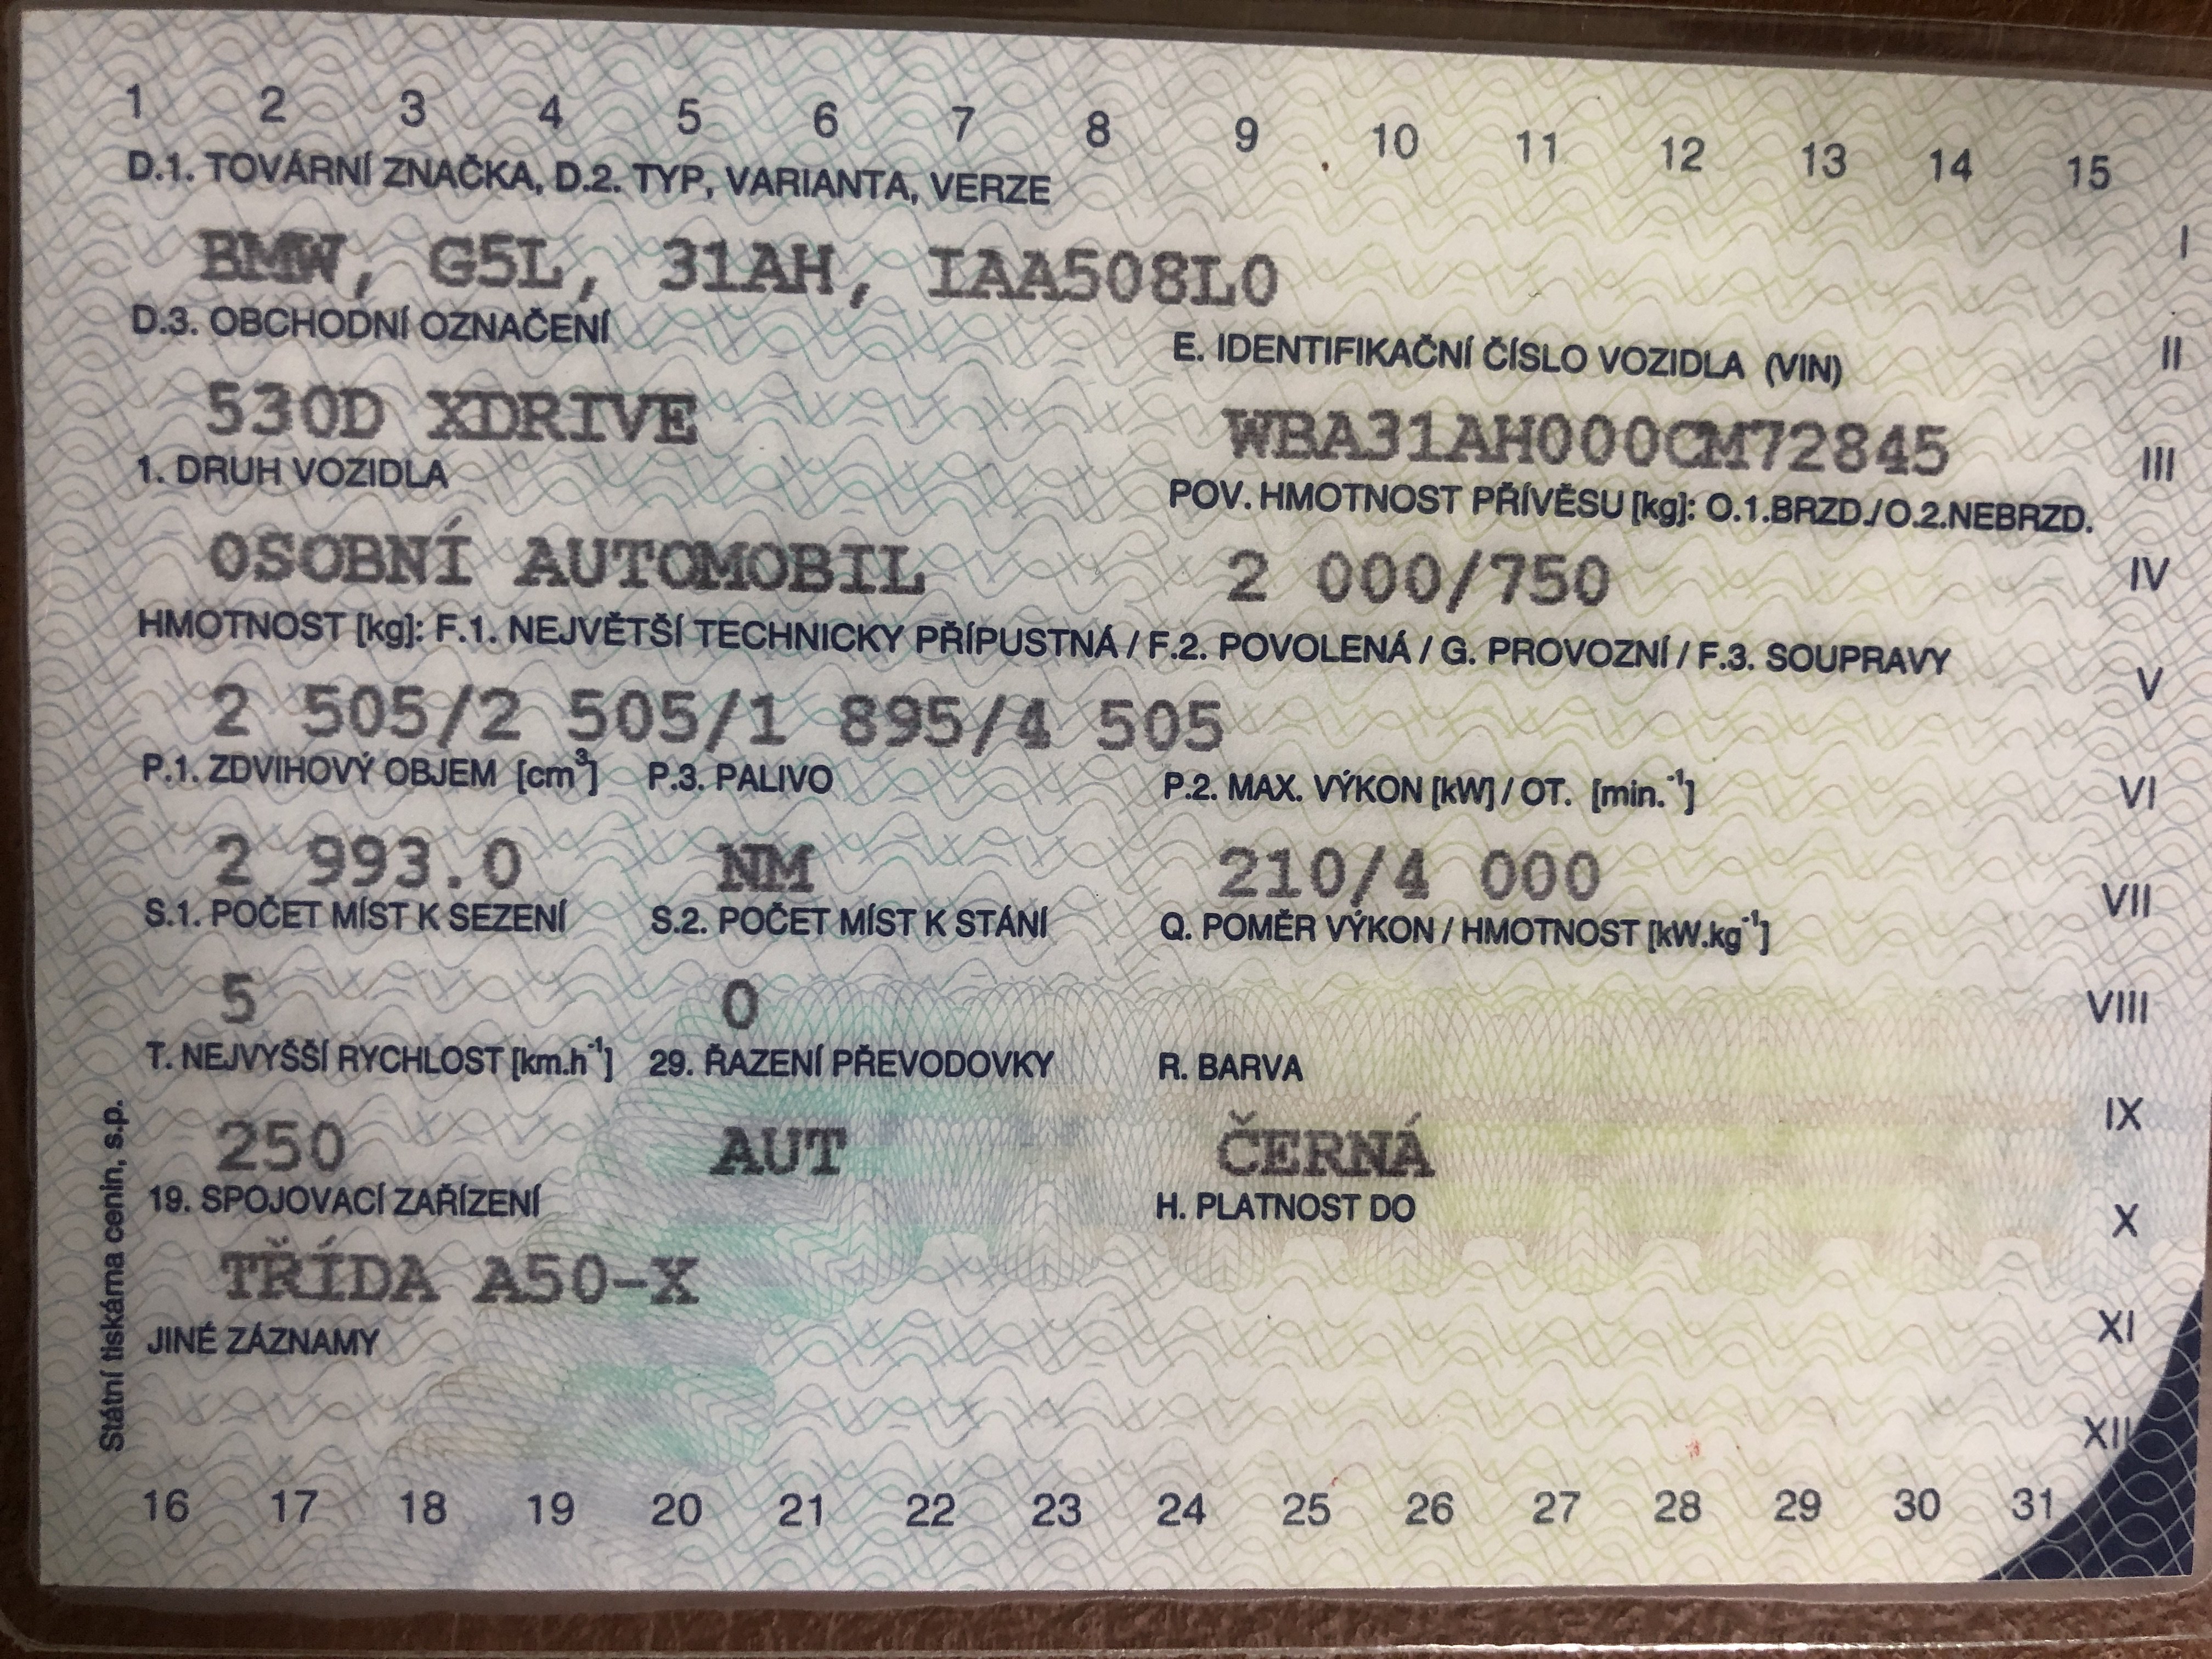 1 2 3 4 5 6 7 8 9 10 11 12 13 14 15
D.1. TOVÁRNÍ ZNAČKA, D.2. TYP, VARIANTA, VERZE
I
BMW, G5L, 31AH, IAA508L0
D.3. OBCHODNÍ OZNAČENÍ E. IDENTIFIKAČNÍ ČÍSLO VOZIDLA (VIN)
II
530D XDRIVE WBA31AH000CM72845
III
1. DRUH VOZIDLA POV. HMOTNOST PŘÍVĚSU [kg]: O.1.BRZD./O.2.NEBRZD.
OSOBNÍ AUTOMOBIL 2 000/750
IV
HMOTNOST [kg]: F.1. NEJVĚTŠÍ TECHNICKY PŘÍPUSTNÁ / F.2. POVOLENÁ / G. PROVOZNÍ / F.3. SOUPRAVY
V
2 505/2 505/1 895/4 505
P.1. ZDVIHOVÝ OBJEM [cm³] P.3. PALIVO P.2. MAX. VÝKON [kW] / OT. [min.⁻¹]
VI
2 993.0 NM 210/4 000
VII
S.1. POČET MÍST K SEZENÍ S.2. POČET MÍST K STÁNÍ Q. POMĚR VÝKON / HMOTNOST [kW.kg⁻¹]
5 0
VIII
T. NEJVYŠŠÍ RYCHLOST [km.h⁻¹] 29. ŘAZENÍ PŘEVODOVKY R. BARVA
IX
250 AUT ČERNÁ
19. SPOJOVACÍ ZAŘÍZENÍ H. PLATNOST DO
X
TŘÍDA A50-X
XI
JINÉ ZÁZNAMY
XII
Státní tiskárna cenin, s.p.
16 17 18 19 20 21 22 23 24 25 26 27 28 29 30 31